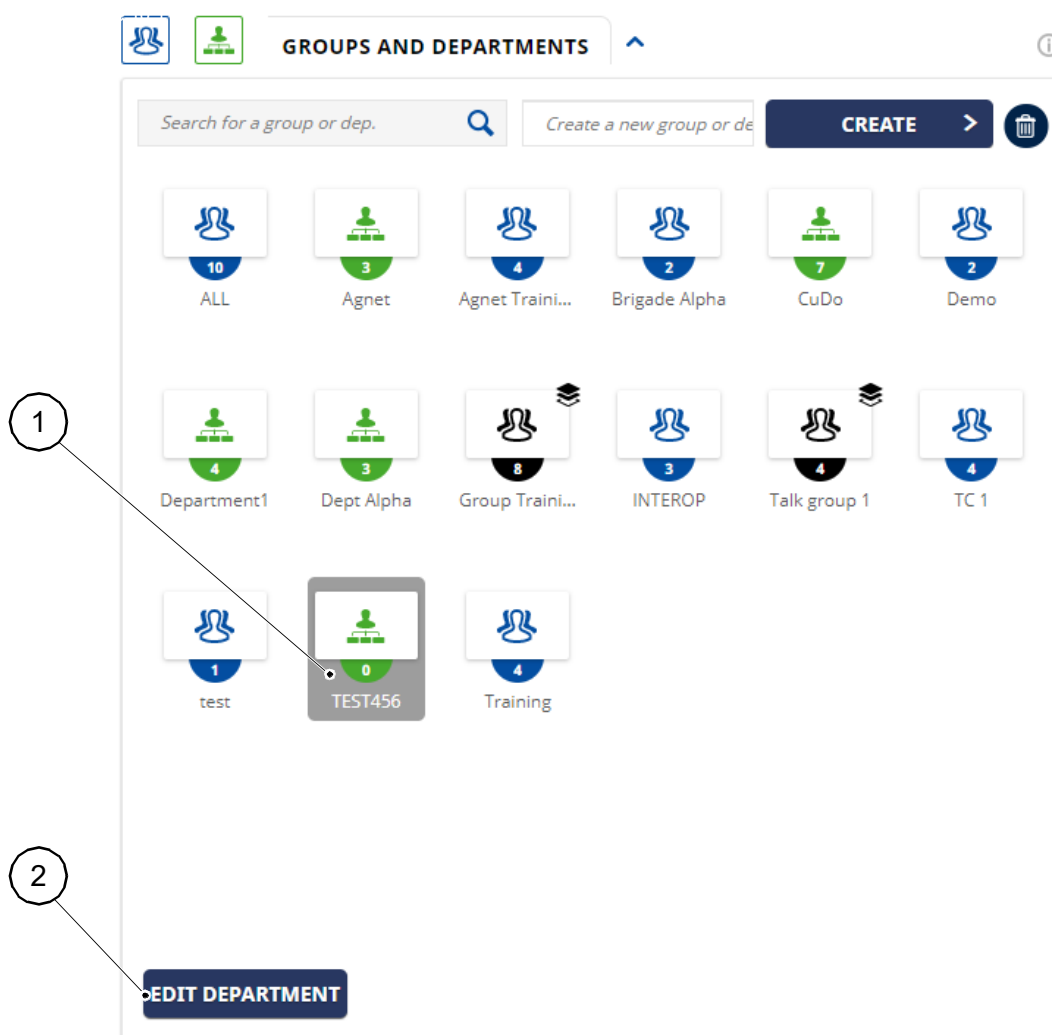 GROUPS AND DEPARTMENTS
Search for a group or dep.
Create a new group or de
CREATE
10
3
4
2
7
2
ALL
Agnet
Agnet Traini...
Brigade Alpha
CuDo
Demo
1
4
3
8
3
4
4
Department1
Dept Alpha
Group Traini...
INTEROP
Talk group 1
TC 1
1
0
4
test
TEST456
Training
2
EDIT DEPARTMENT